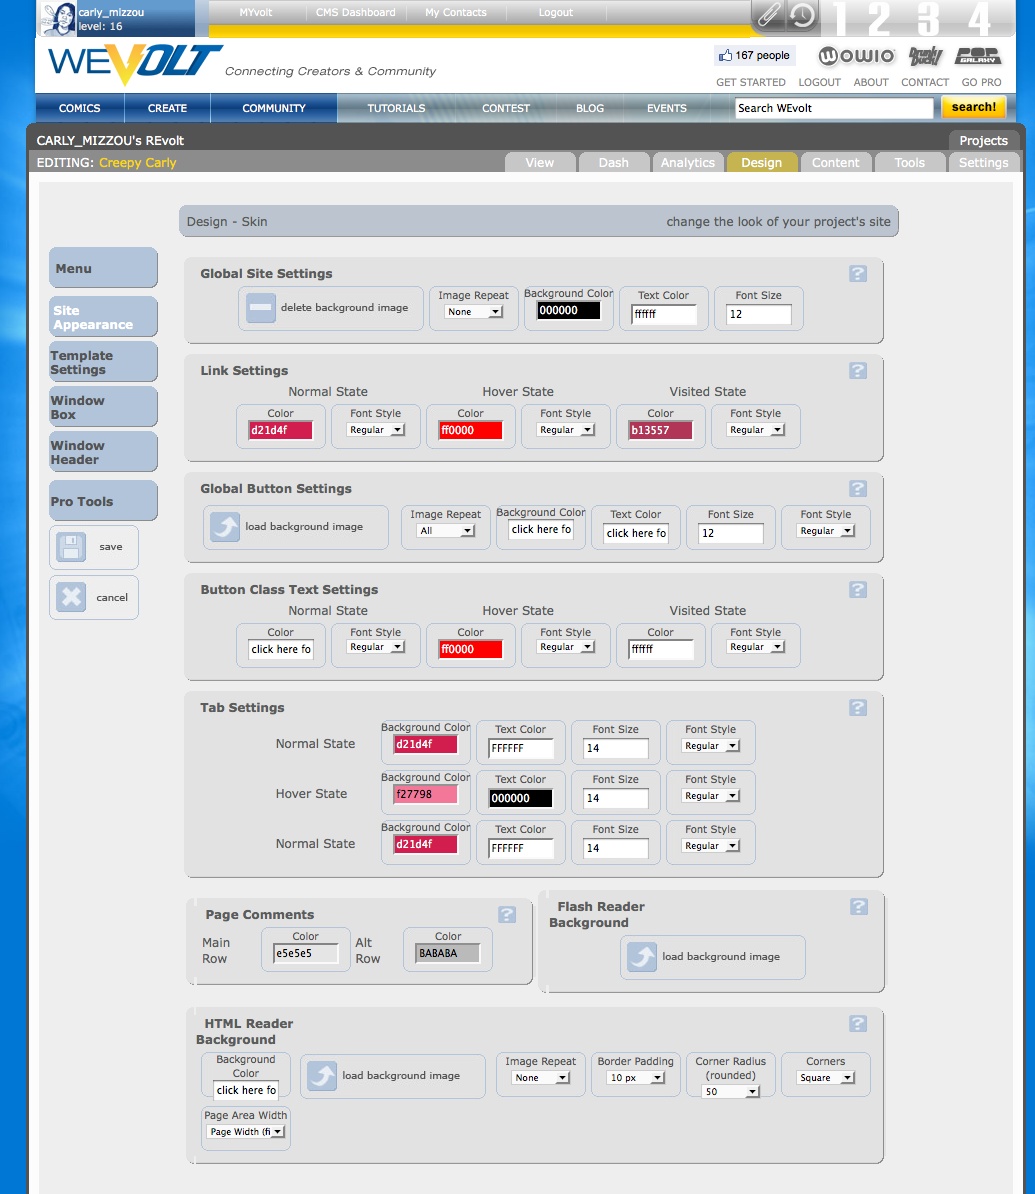 carly_mizzou
level: 16
MYvolt CMS Dashboard My Contacts Logout
1 2 3 4
WEVOLT Connecting Creators & Community
167 people WOWIO Drunk Duck! POP GALAXY
GET STARTED LOGOUT ABOUT CONTACT GO PRO
COMICS CREATE COMMUNITY TUTORIALS CONTEST BLOG EVENTS Search WEvolt search!
CARLY_MIZZOU's REvolt Projects
EDITING: Creepy Carly View Dash Analytics Design Content Tools Settings
Design - Skin change the look of your project's site
Menu
Site
Appearance
Template
Settings
Window
Box
Window
Header
Pro Tools
save
cancel
Global Site Settings ?
delete background image
Image Repeat Background Color Text Color Font Size
None 000000 ffffff 12
Link Settings ?
Normal State Hover State Visited State
Color Font Style Color Font Style Color Font Style
d21d4f Regular ff0000 Regular b13557 Regular
Global Button Settings ?
load background image
Image Repeat Background Color Text Color Font Size Font Style
All click here fo click here fo 12 Regular
Button Class Text Settings ?
Normal State Hover State Visited State
Color Font Style Color Font Style Color Font Style
click here fo Regular ff0000 Regular ffffff Regular
Tab Settings ?
Background Color Text Color Font Size Font Style
Normal State d21d4f FFFFFF 14 Regular
Background Color Text Color Font Size Font Style
Hover State f27798 000000 14 Regular
Background Color Text Color Font Size Font Style
Normal State d21d4f FFFFFF 14 Regular
Page Comments ?
Main
Row
Color
e5e5e5
Alt
Row
Color
BABABA
Flash Reader
Background ?
load background image
HTML Reader
Background ?
Background
Color
click here fo
load background image
Image Repeat
None
Border Padding
10 px
Corner Radius
(rounded)
50
Corners
Square
Page Area Width
Page Width (fi